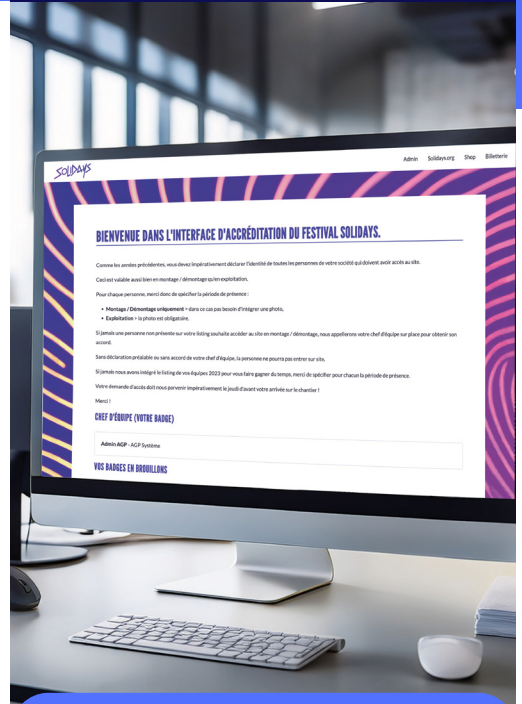 SOLIDAYS
Admin Solidays.org Shop Billetterie
BIENVENUE DANS L'INTERFACE D'ACCRÉDITATION DU FESTIVAL SOLIDAYS.
Comme les années précédentes, vous devez impérativement déclarer l'identité de toutes les personnes de votre société qui doivent avoir accès au site.
Ceci est valable aussi bien en montage / démontage qu'en exploitation.
Pour chaque personne, merci donc de spécifier la période de présence :
• Montage / Démontage uniquement = dans ce cas pas besoin d'intégrer une photo,
• Exploitation = la photo est obligatoire.
Si jamais une personne non présente sur votre listing souhaite accéder au site en montage / démontage, nous appellerons votre chef d'équipe sur place pour obtenir son
accord.
Sans déclaration préalable ou sans accord de votre chef d'équipe, la personne ne pourra pas entrer sur site.
Si jamais nous avons intégré le listing de vos équipes 2023 pour vous faire gagner du temps, merci de spécifier pour chacun la période de présence.
Votre demande d'accès doit nous parvenir impérativement le jeudi d'avant votre arrivée sur le chantier !
Merci !
CHEF D'ÉQUIPE (VOTRE BADGE)
Admin AGP - AGP Système
VOS BADGES EN BROUILLONS